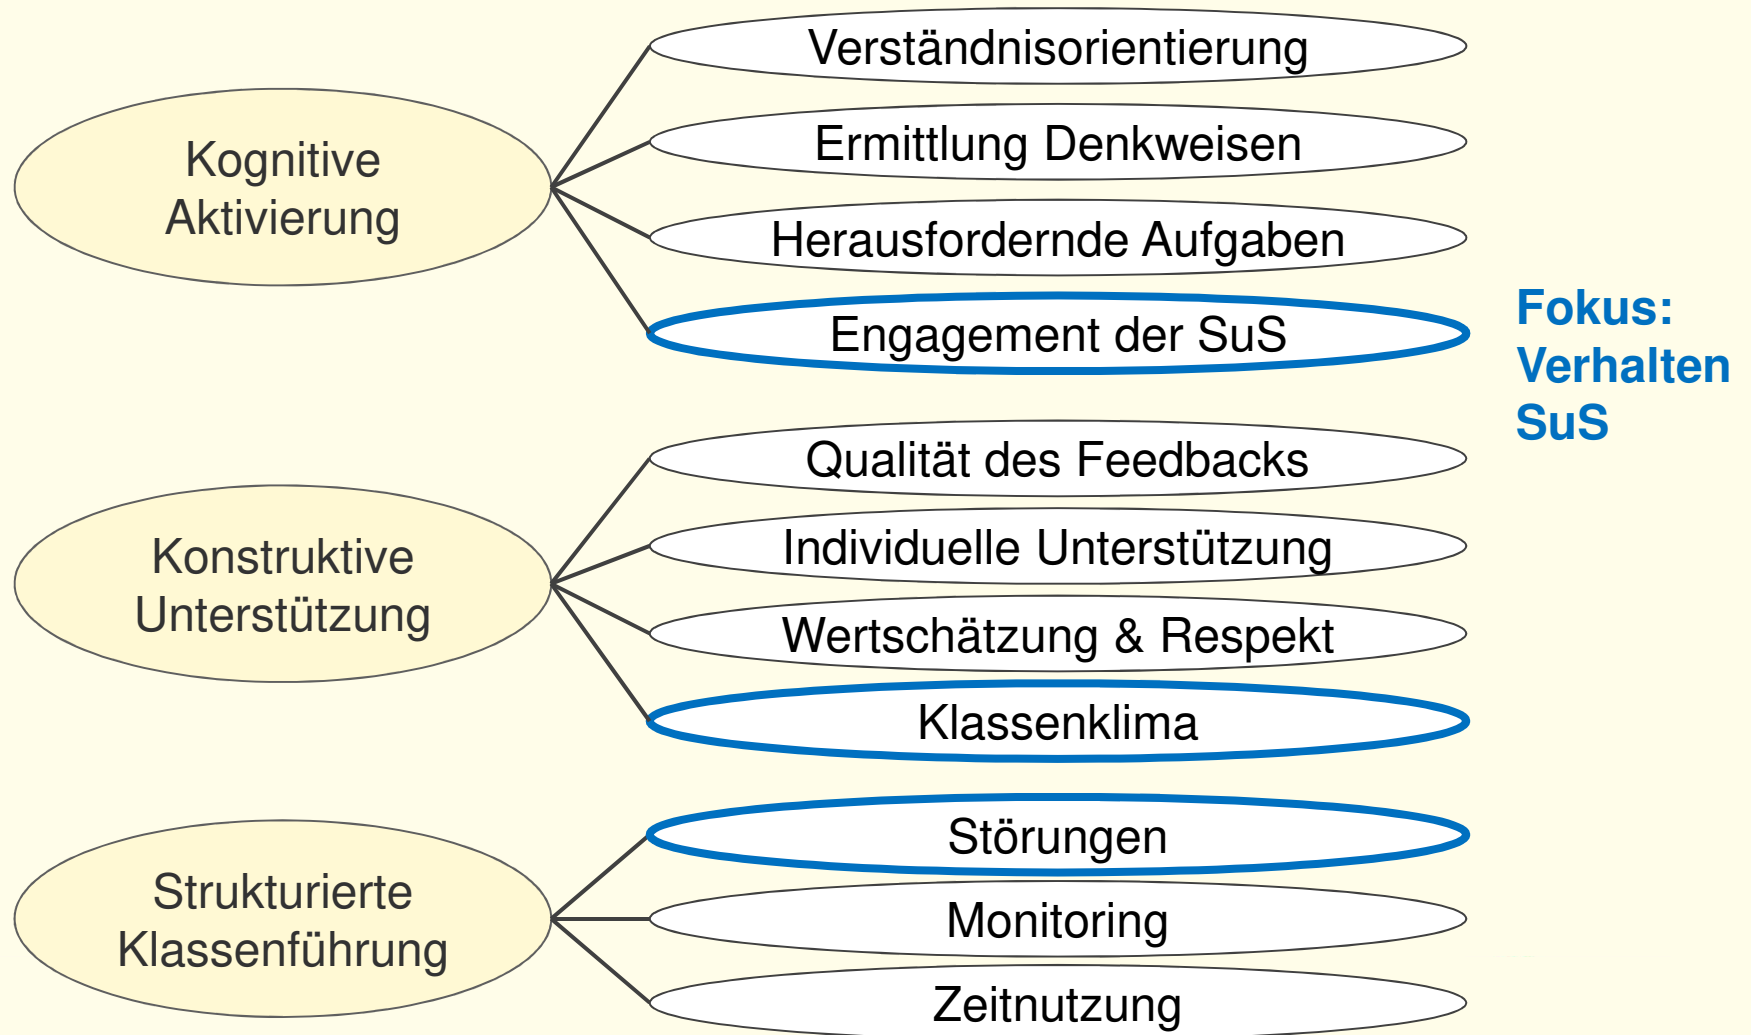 Kognitive
Aktivierung
Verständnisorientierung
Ermittlung Denkweisen
Herausfordernde Aufgaben
Engagement der SuS
Fokus:
Verhalten
SuS
Konstruktive
Unterstützung
Qualität des Feedbacks
Individuelle Unterstützung
Wertschätzung & Respekt
Klassenklima
Strukturierte
Klassenführung
Störungen
Monitoring
Zeitnutzung